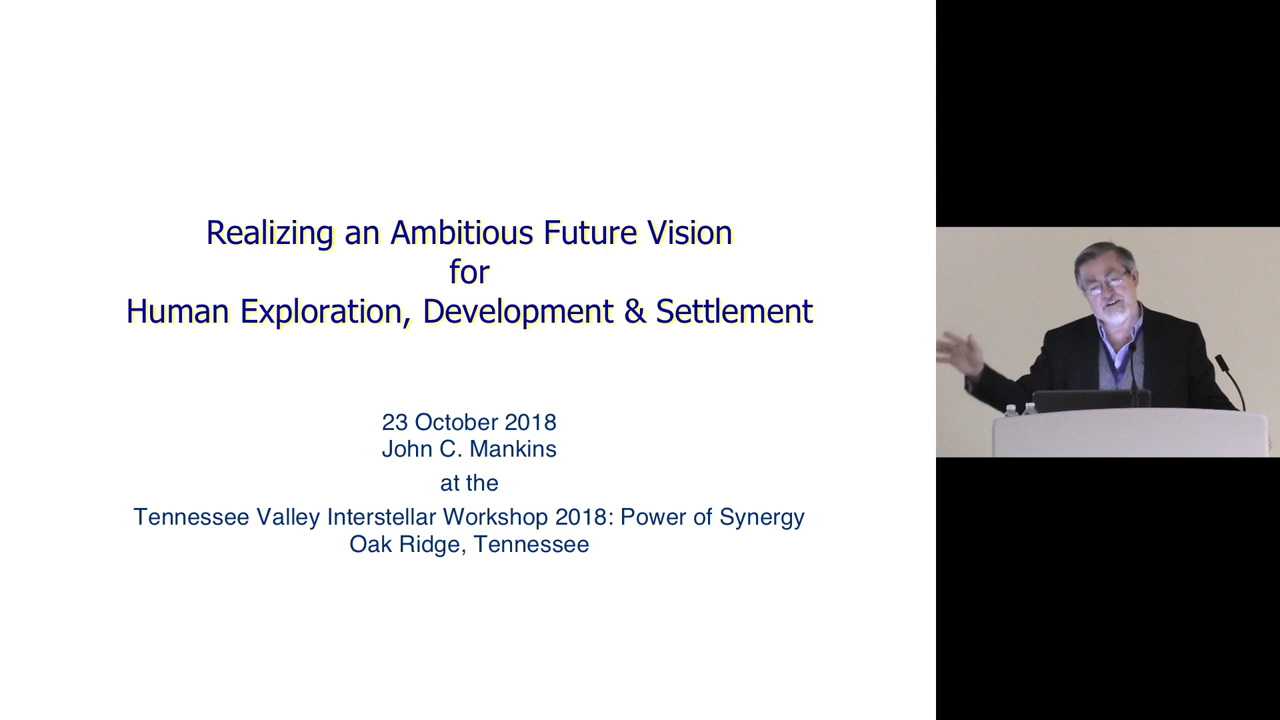 Realizing an Ambitious Future Vision
for
Human Exploration, Development & Settlement
23 October 2018
John C. Mankins
at the
Tennessee Valley Interstellar Workshop 2018: Power of Synergy
Oak Ridge, Tennessee